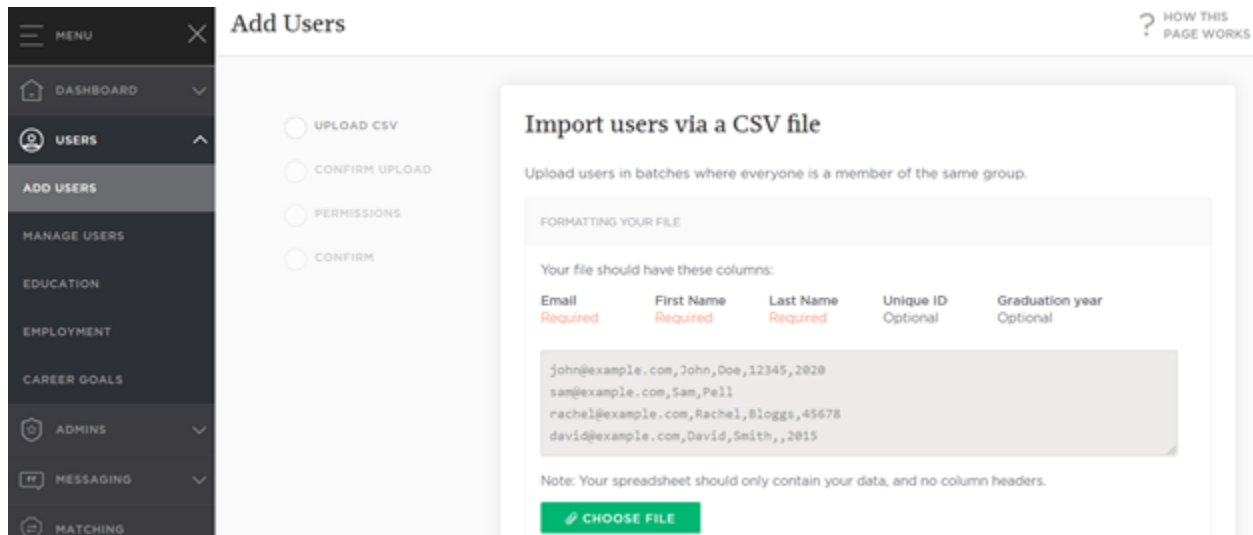 MENU
DASHBOARD
USERS
ADD USERS
MANAGE USERS
EDUCATION
EMPLOYMENT
CAREER GOALS
ADMINS
MESSAGING
MATCHING
Add Users
? HOW THIS
PAGE WORKS
UPLOAD CSV
CONFIRM UPLOAD
PERMISSIONS
CONFIRM
Import users via a CSV file
Upload users in batches where everyone is a member of the same group.
FORMATTING YOUR FILE
Your file should have these columns:
Email First Name Last Name Unique ID Graduation year
Required Required Required Optional Optional
john@example.com,John,Doe,12345,2020
sam@example.com,Sam,Pell
rachel@example.com,Rachel,Bloggs,45678
david@example.com,David,Smith,,2015
Note: Your spreadsheet should only contain your data, and no column headers.
CHOOSE FILE